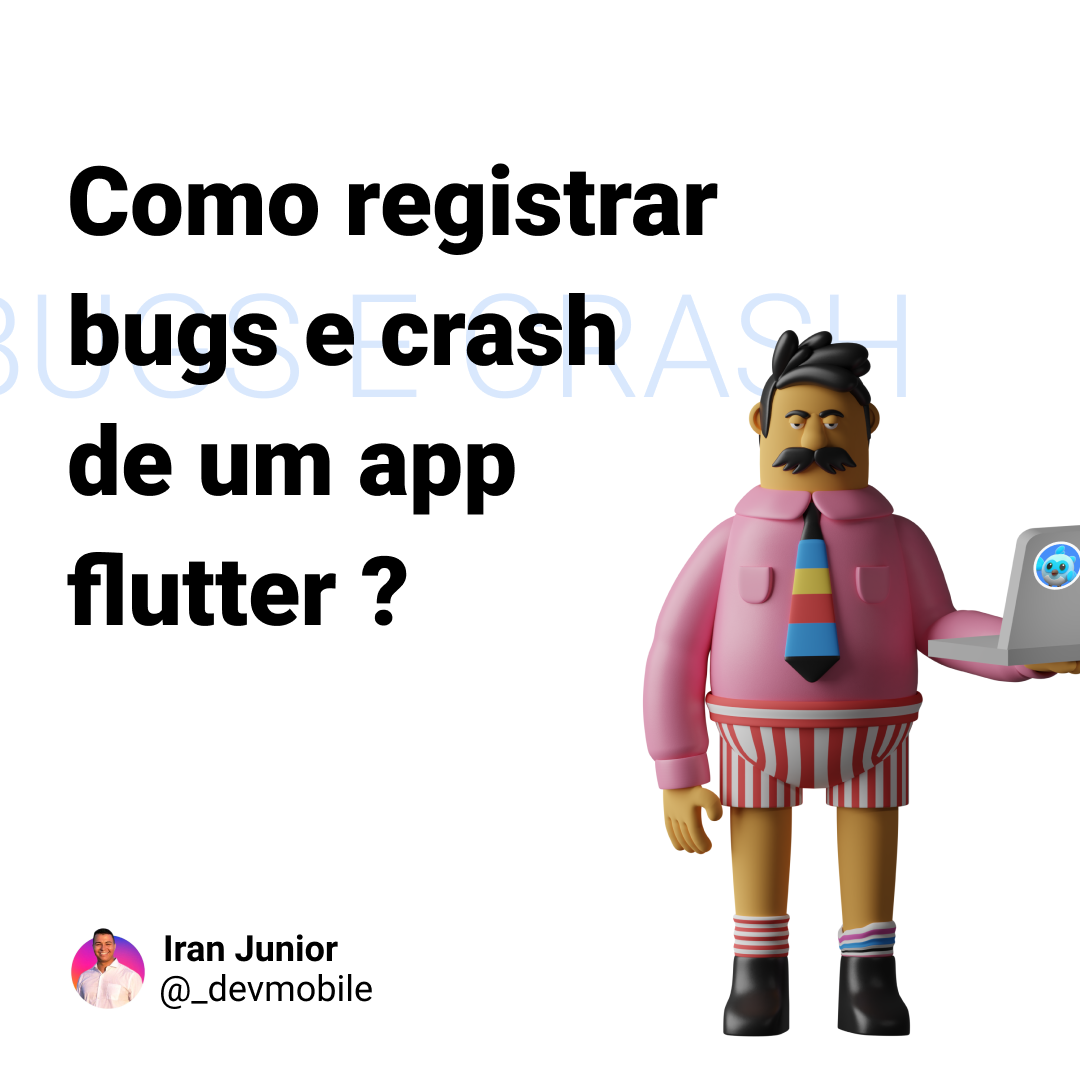 Como registrar
BUGS E CRASH
bugs e crash
de um app
flutter ?
Iran Junior
@_devmobile